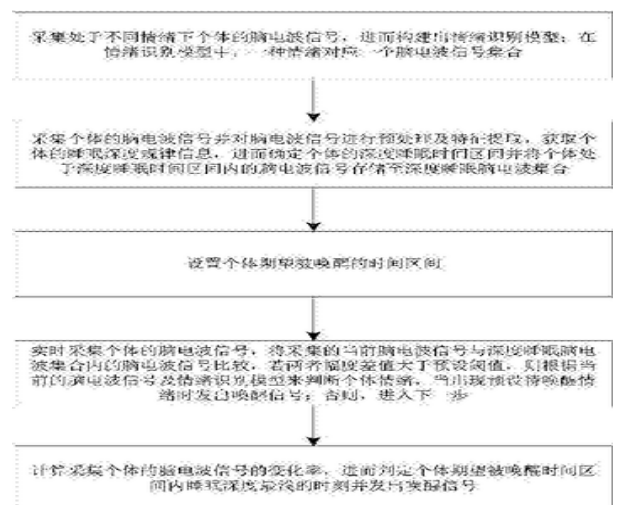 采集处于不同情绪下个体的脑电波信号，进而构建出情绪识别模型；在
情绪识别模型中，一种情绪对应一个脑电波信号集合
采集个体的脑电波信号并对脑电波信号进行预处理及特征提取，获取个
体的睡眠深度规律信息，进而确定个体的深度睡眠时间区间并将个体处
于深度睡眠时间区间内的脑电波信号存储至深度睡眠脑电波集合
设置个体期望被唤醒的时间区间
实时采集个体的脑电波信号，将采集的当前脑电波信号与深度睡眠脑电
波集合内的脑电波信号比较，若两者幅度差值大于预设阈值，则根据当
前的脑电波信号及情绪识别模型来判断个体情绪，当出现预设待唤醒情
绪时发出唤醒信号；否则，进入下一步
计算采集个体的脑电波信号的变化率，进而判定个体期望被唤醒时间区
间内睡眠深度最浅的时刻并发出唤醒信号